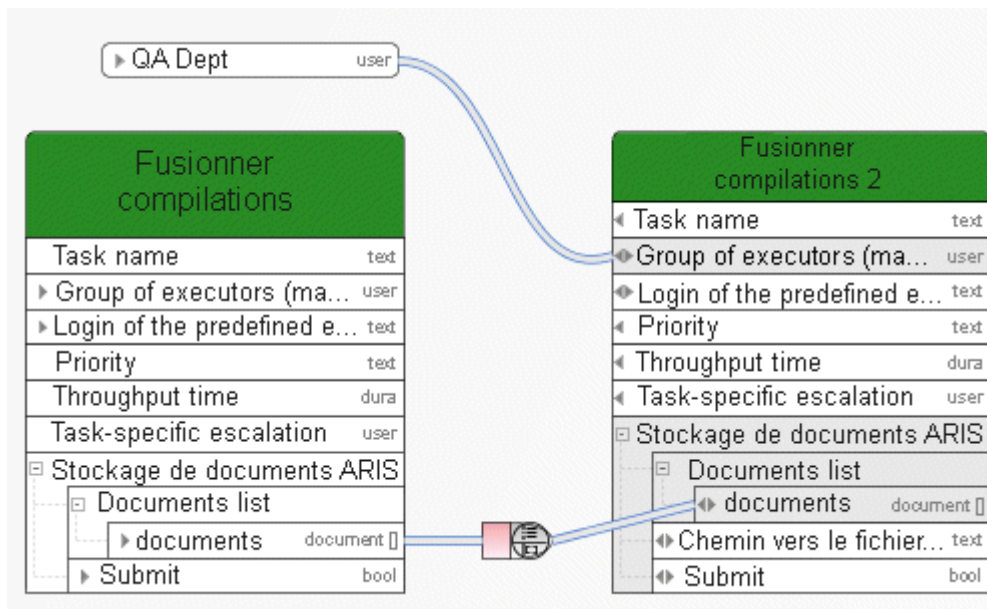 QA Dept user
Fusionner
compilations
Task name text
Group of executors (ma... user
Login of the predefined e... text
Priority text
Throughput time dura
Task-specific escalation user
Stockage de documents ARIS
Documents list
documents document []
Submit bool
Fusionner
compilations 2
Task name text
Group of executors (ma... user
Login of the predefined e... text
Priority text
Throughput time dura
Task-specific escalation user
Stockage de documents ARIS
Documents list
documents document []
Chemin vers le fichier... text
Submit bool